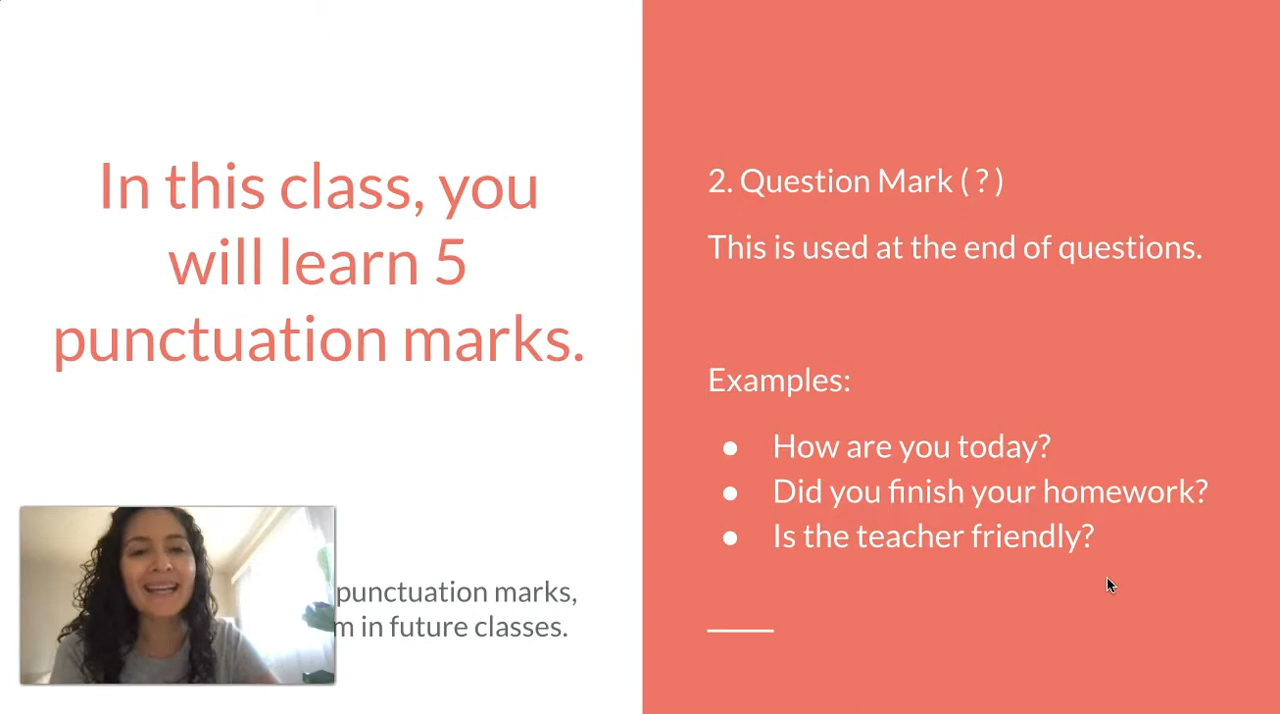 In this class, you
will learn 5
punctuation marks.
punctuation marks,
m in future classes.
2. Question Mark ( ? )
This is used at the end of questions.
Examples:
● How are you today?
● Did you finish your homework?
● Is the teacher friendly?